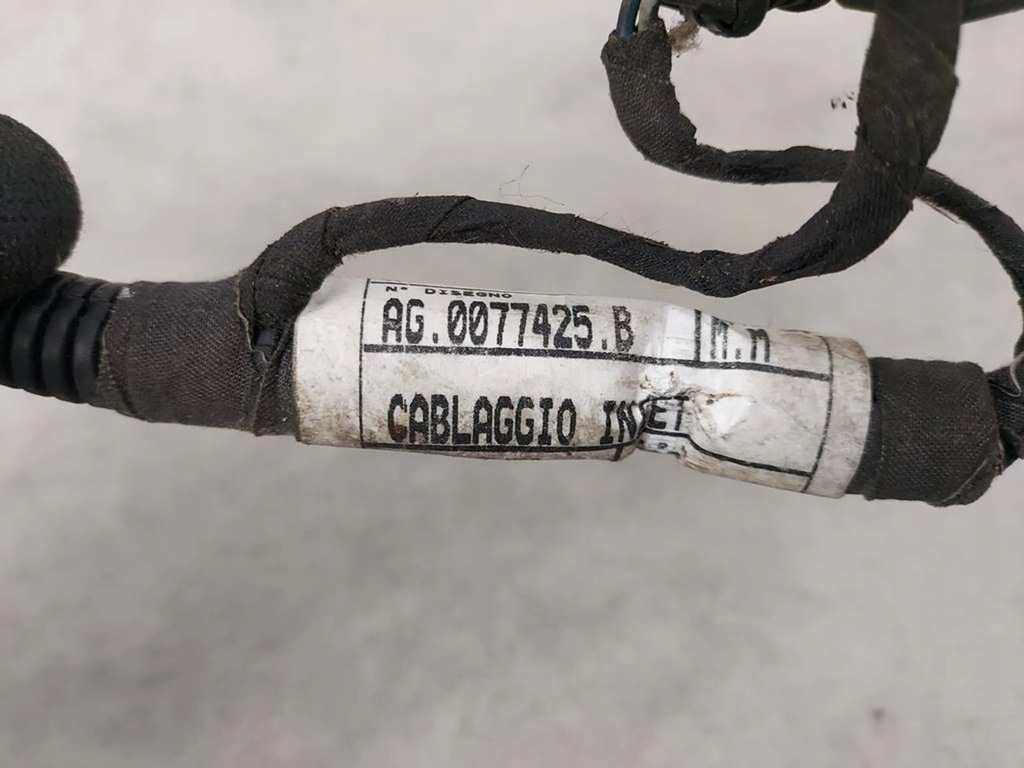 N° DISEGNO
AG.0077425.B
CABLAGGIO